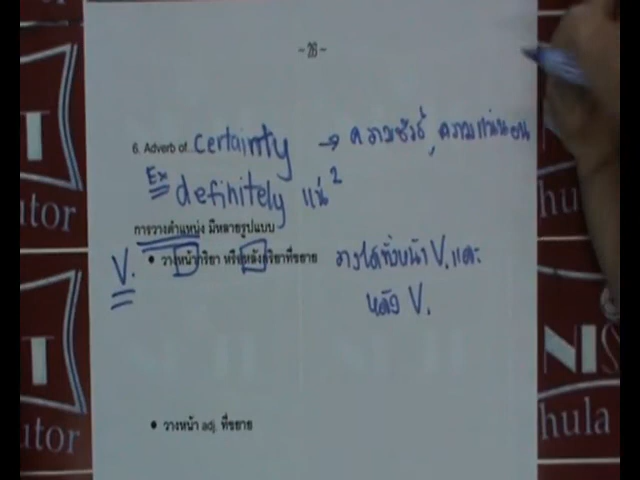 ~ 26 ~
6. Adverb of certainty → ความชัวร์, ความแน่นอน
Ex definitely แน่ 2
การวางตำแหน่ง มีหลายรูปแบบ
V. • วางหน้ากริยา หรือหลังกริยาที่ขยาย วางได้ทั้งหน้า V. และ
หลัง V.
• วางหน้า adj. ที่ขยาย
NIS
hula
utor